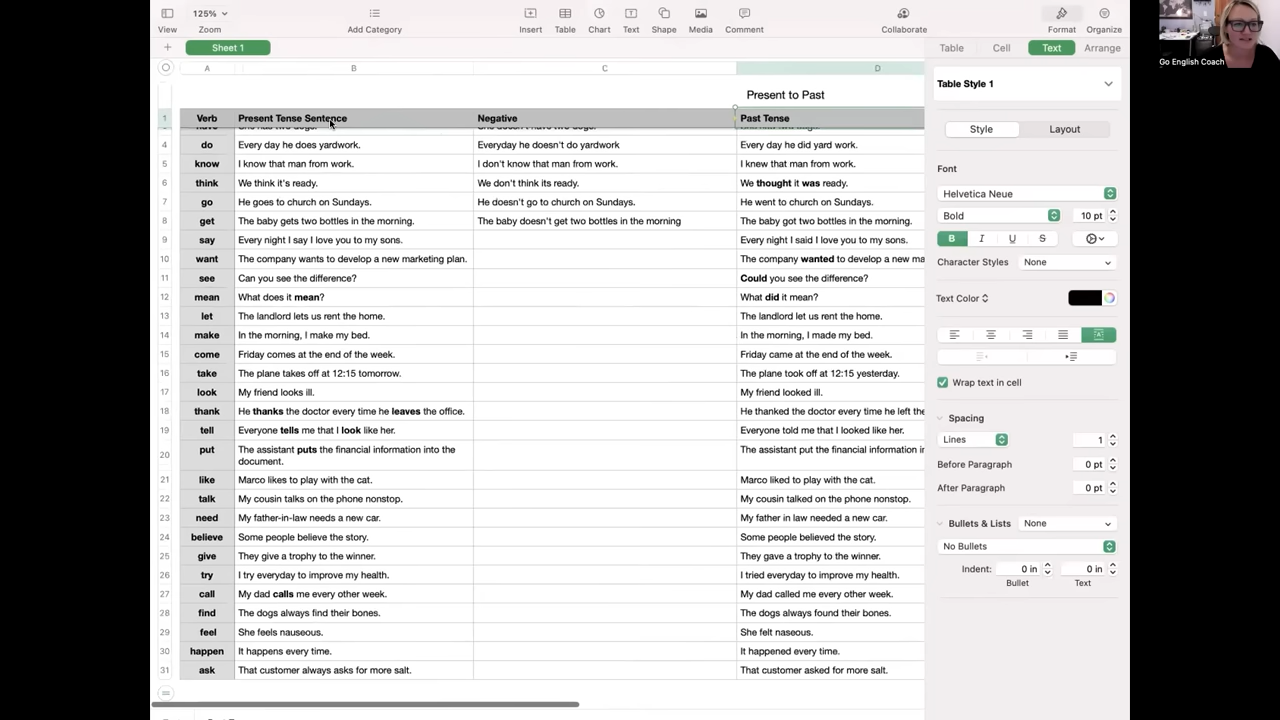 125%
View
Zoom
Add Category
Insert
Table
Chart
Text
Shape
Media
Comment
Collaborate
Format
Organize
Go English Coach
Sheet 1
Table
Cell
Text
Arrange
A
B
C
D
Present to Past
1 Verb Present Tense Sentence Negative Past Tense
4 do Every day he does yardwork. Everyday he doesn't do yardwork Every day he did yard work.
5 know I know that man from work. I don't know that man from work. I knew that man from work.
6 think We think it's ready. We don't think its ready. We thought it was ready.
7 go He goes to church on Sundays. He doesn't go to church on Sundays. He went to church on Sundays.
8 get The baby gets two bottles in the morning. The baby doesn't get two bottles in the morning The baby got two bottles in the morning.
9 say Every night I say I love you to my sons. Every night I said I love you to my sons.
10 want The company wants to develop a new marketing plan. The company wanted to develop a new ma
11 see Can you see the difference? Could you see the difference?
12 mean What does it mean? What did it mean?
13 let The landlord lets us rent the home. The landlord let us rent the home.
14 make In the morning, I make my bed. In the morning, I made my bed.
15 come Friday comes at the end of the week. Friday came at the end of the week.
16 take The plane takes off at 12:15 tomorrow. The plane took off at 12:15 yesterday.
17 look My friend looks ill. My friend looked ill.
18 thank He thanks the doctor every time he leaves the office. He thanked the doctor every time he left the
19 tell Everyone tells me that I look like her. Everyone told me that I looked like her.
20 put The assistant puts the financial information into the The assistant put the financial information in
document.
21 like Marco likes to play with the cat. Marco liked to play with the cat.
22 talk My cousin talks on the phone nonstop. My cousin talked on the phone nonstop.
23 need My father-in-law needs a new car. My father in law needed a new car.
24 believe Some people believe the story. Some people believed the story.
25 give They give a trophy to the winner. They gave a trophy to the winner.
26 try I try everyday to improve my health. I tried everyday to improve my health.
27 call My dad calls me every other week. My dad called me every other week.
28 find The dogs always find their bones. The dogs always found their bones.
29 feel She feels nauseous. She felt naseous.
30 happen It happens every time. It happened every time.
31 ask That customer always asks for more salt. That customer asked for more salt.
Table Style 1
Style Layout
Font
Helvetica Neue
Bold 10 pt
B I U S
Character Styles None
Text Color
Wrap text in cell
Spacing
Lines 1
Before Paragraph 0 pt
After Paragraph 0 pt
Bullets & Lists None
No Bullets
Indent: 0 in 0 in
Bullet Text